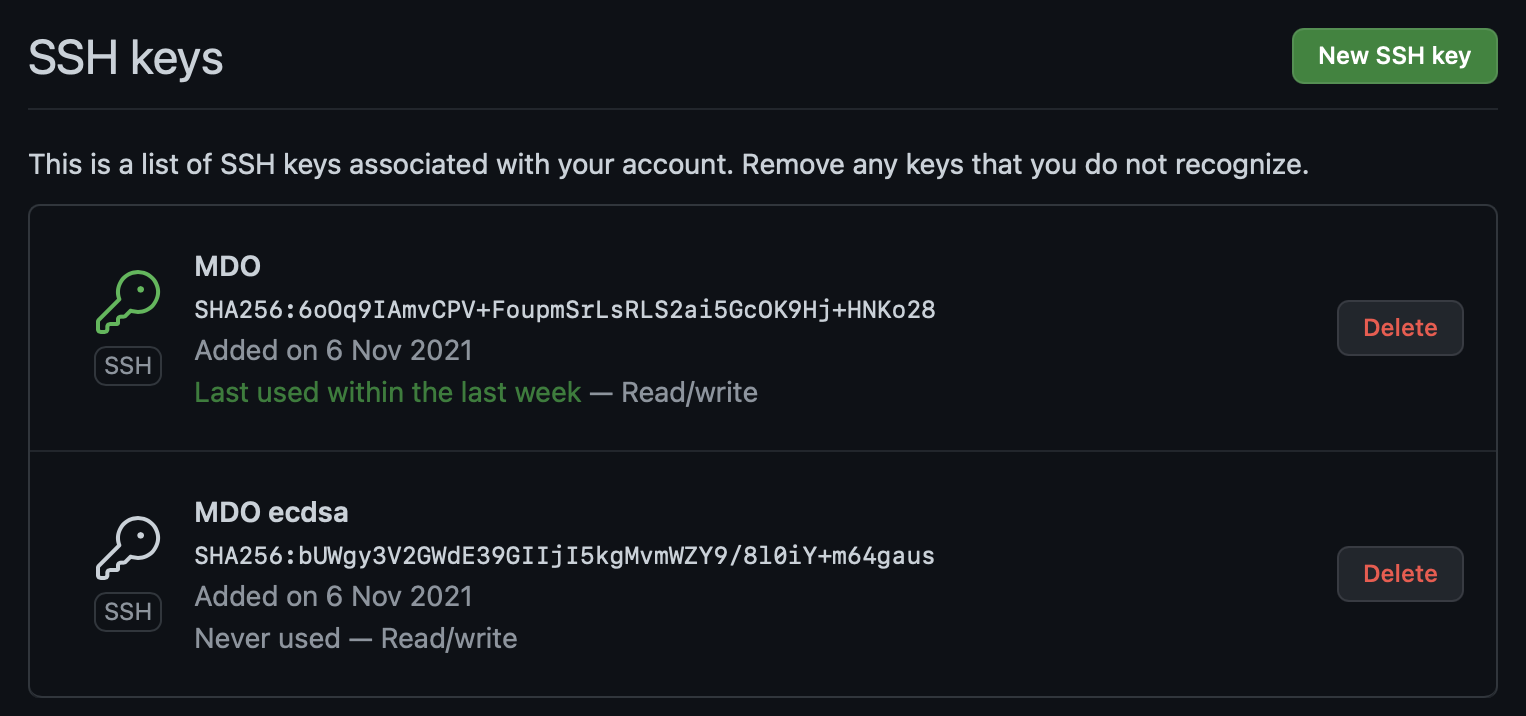 SSH keys
New SSH key
This is a list of SSH keys associated with your account. Remove any keys that you do not recognize.
MDO
SHA256:6oOq9IAmvCPV+FoupmSrLsRLS2ai5GcOK9Hj+HNKo28
Added on 6 Nov 2021
Last used within the last week — Read/write
SSH
Delete
MDO ecdsa
SHA256:bUWgy3V2GWdE39GIIjI5kgMvmWZY9/8l0iY+m64gaus
Added on 6 Nov 2021
Never used — Read/write
SSH
Delete